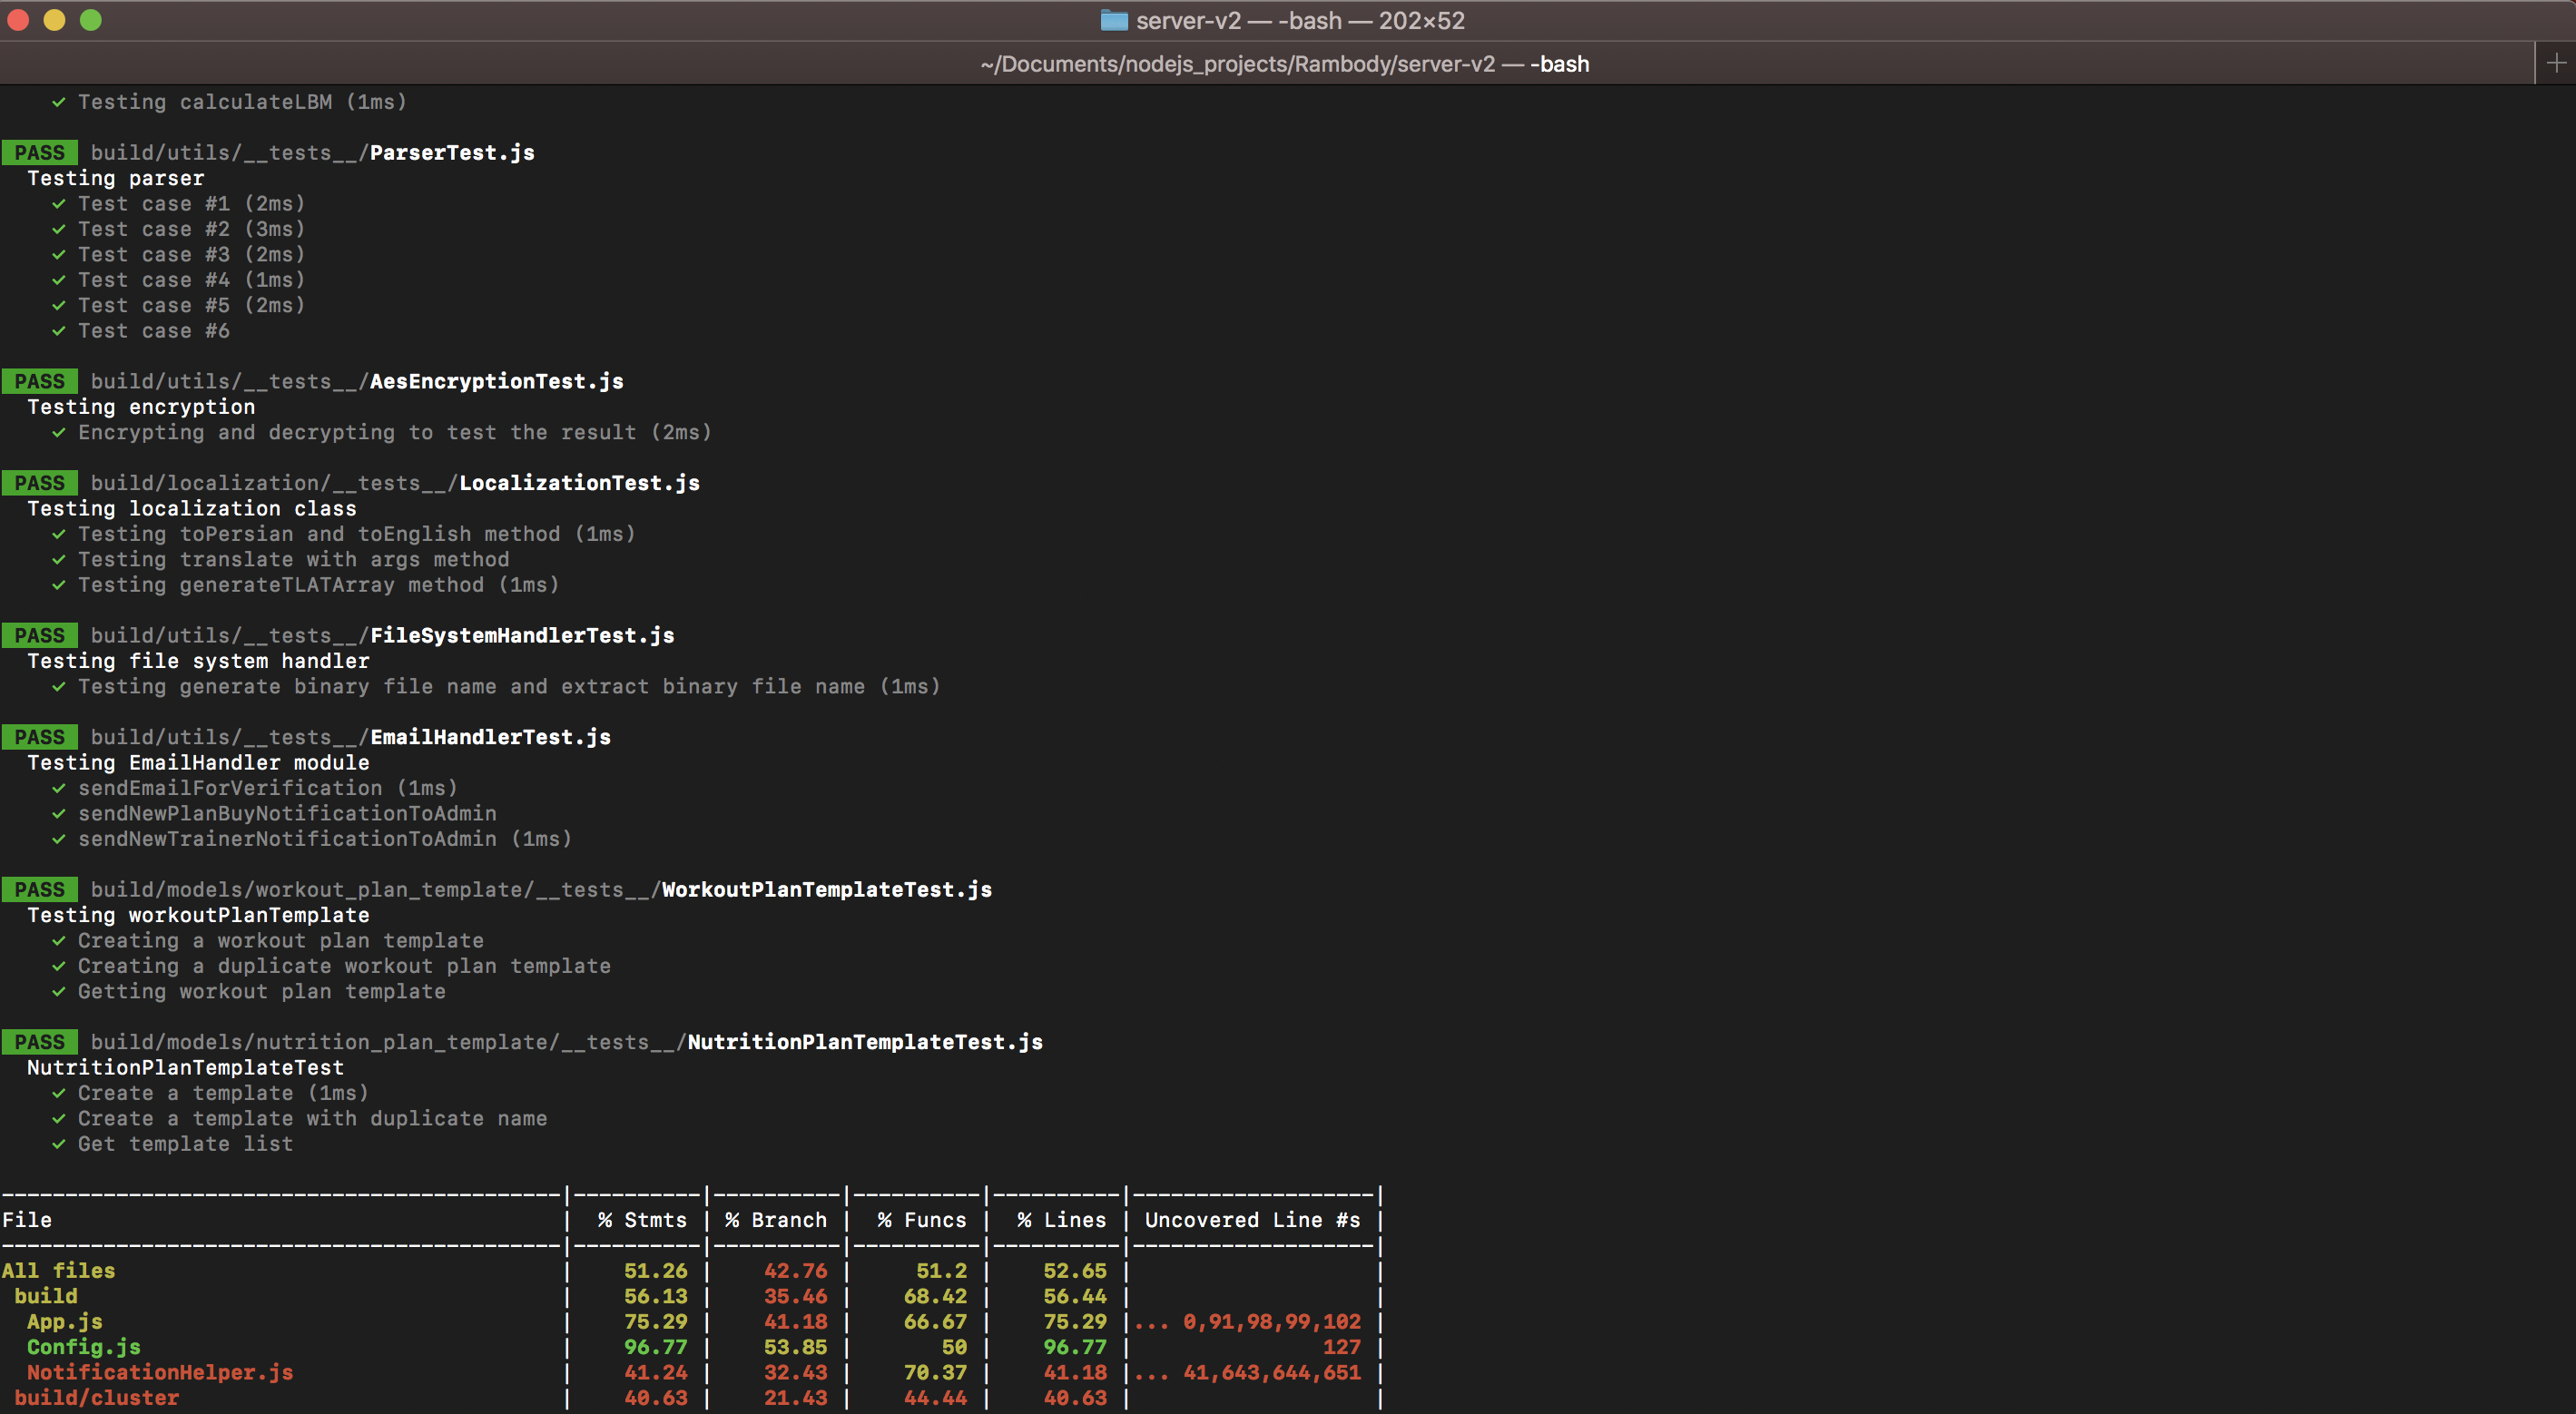 server-v2 — -bash — 202×52
~/Documents/nodejs_projects/Rambody/server-v2 — -bash
✓ Testing calculateLBM (1ms)
PASS build/utils/__tests__/ParserTest.js
Testing parser
✓ Test case #1 (2ms)
✓ Test case #2 (3ms)
✓ Test case #3 (2ms)
✓ Test case #4 (1ms)
✓ Test case #5 (2ms)
✓ Test case #6
PASS build/utils/__tests__/AesEncryptionTest.js
Testing encryption
✓ Encrypting and decrypting to test the result (2ms)
PASS build/localization/__tests__/LocalizationTest.js
Testing localization class
✓ Testing toPersian and toEnglish method (1ms)
✓ Testing translate with args method
✓ Testing generateTLATArray method (1ms)
PASS build/utils/__tests__/FileSystemHandlerTest.js
Testing file system handler
✓ Testing generate binary file name and extract binary file name (1ms)
PASS build/utils/__tests__/EmailHandlerTest.js
Testing EmailHandler module
✓ sendEmailForVerification (1ms)
✓ sendNewPlanBuyNotificationToAdmin
✓ sendNewTrainerNotificationToAdmin (1ms)
PASS build/models/workout_plan_template/__tests__/WorkoutPlanTemplateTest.js
Testing workoutPlanTemplate
✓ Creating a workout plan template
✓ Creating a duplicate workout plan template
✓ Getting workout plan template
PASS build/models/nutrition_plan_template/__tests__/NutritionPlanTemplateTest.js
NutritionPlanTemplateTest
✓ Create a template (1ms)
✓ Create a template with duplicate name
✓ Get template list
--------------------------------------------|----------|----------|----------|----------|-------------------|
File | % Stmts | % Branch | % Funcs | % Lines | Uncovered Line #s |
--------------------------------------------|----------|----------|----------|----------|-------------------|
All files | 51.26 | 42.76 | 51.2 | 52.65 | |
build | 56.13 | 35.46 | 68.42 | 56.44 | |
App.js | 75.29 | 41.18 | 66.67 | 75.29 |... 0,91,98,99,102 |
Config.js | 96.77 | 53.85 | 50 | 96.77 | 127 |
NotificationHelper.js | 41.24 | 32.43 | 70.37 | 41.18 |... 41,643,644,651 |
build/cluster | 40.63 | 21.43 | 44.44 | 40.63 | |